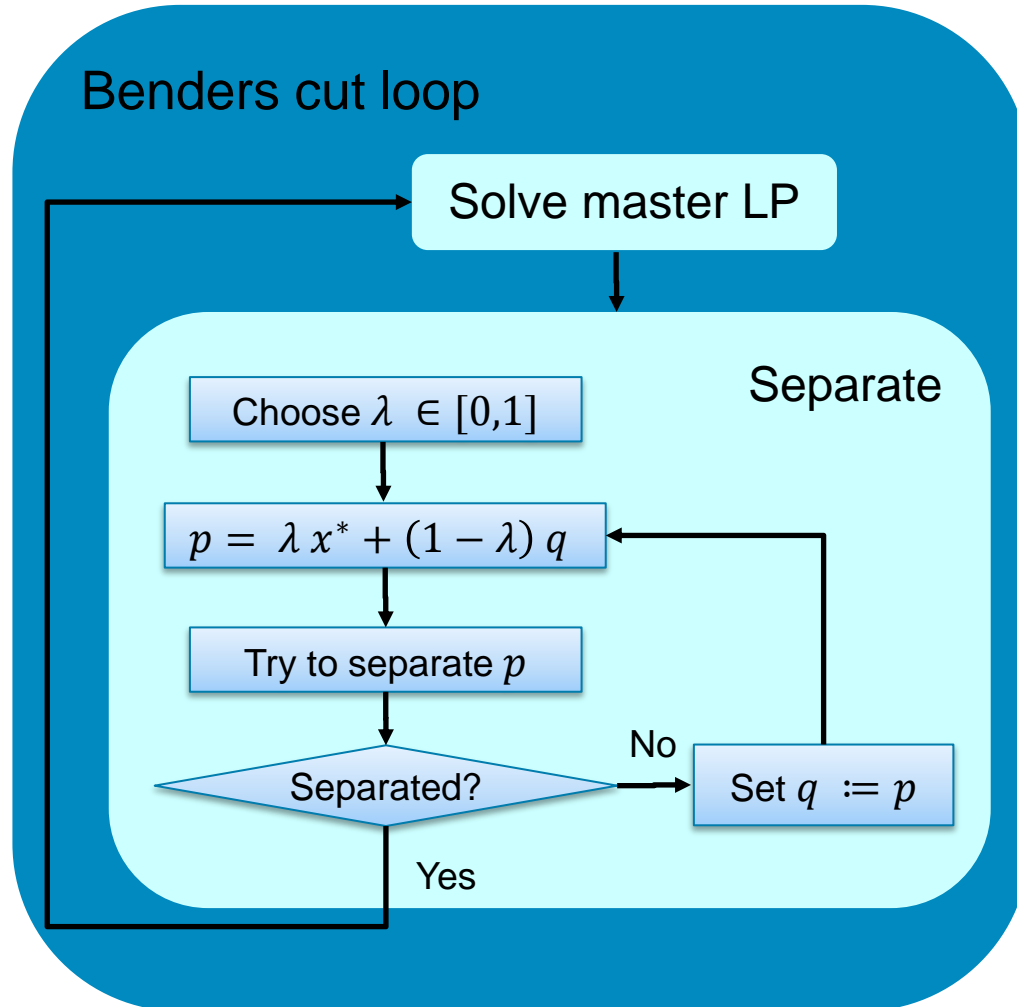 Benders cut loop
Solve master LP
Separate
Choose λ ∈ [0,1]
p = λ x* + (1 − λ) q
Try to separate p
Separated?
No
Set q := p
Yes